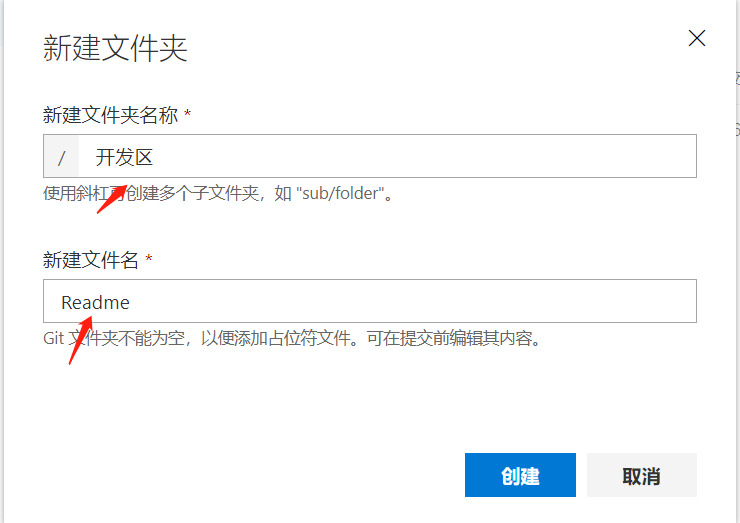 新建文件夹
新建文件夹名称 *
/ 开发区
使用斜杠可创建多个子文件夹，如 "sub/folder"。
新建文件名 *
Readme
Git 文件夹不能为空，以便添加占位符文件。可在提交前编辑其内容。
创建 取消